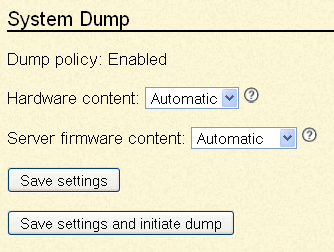 System Dump
Dump policy: Enabled
Hardware content: Automatic ?
Server firmware content: Automatic ?
Save settings
Save settings and initiate dump